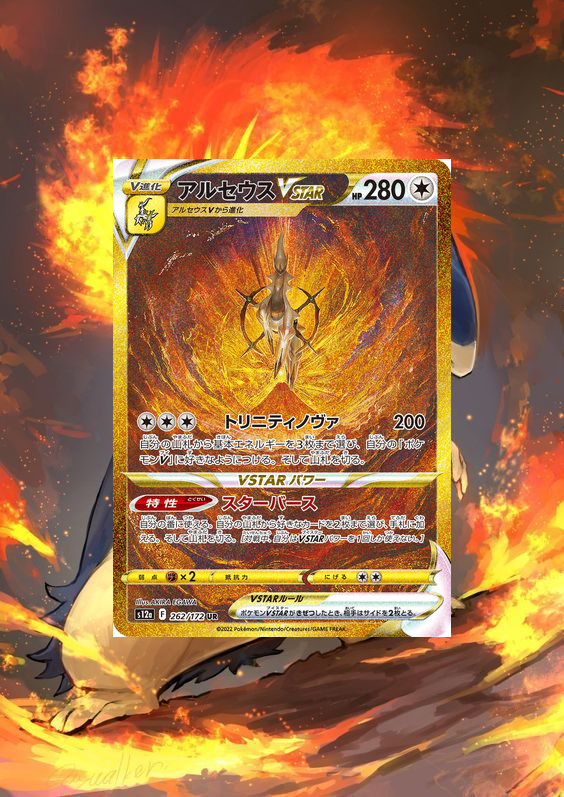 V進化
アルセウスVSTAR
HP 280
アルセウスVから進化
トリニティノヴァ 200
自分の山札から基本エネルギーを3枚まで選び、自分の「ポケ
モンV」に好きなようにつける。そして山札を切る。
VSTARパワー
特性 スターバース
自分の番に使える。自分の山札から好きなカードを2枚まで選び、手札に加
える。そして山札を切る。[対戦中、自分はVSTARパワーを1回しか使えない。]
弱点 ×2 抵抗力 にげる
Illus. AKIRA EGAWA
VSTARルール
ポケモンVSTARがきぜつしたとき、相手はサイドを2枚とる。
s12a F 262/172 UR
©2022 Pokémon/Nintendo/Creatures/GAME FREAK.